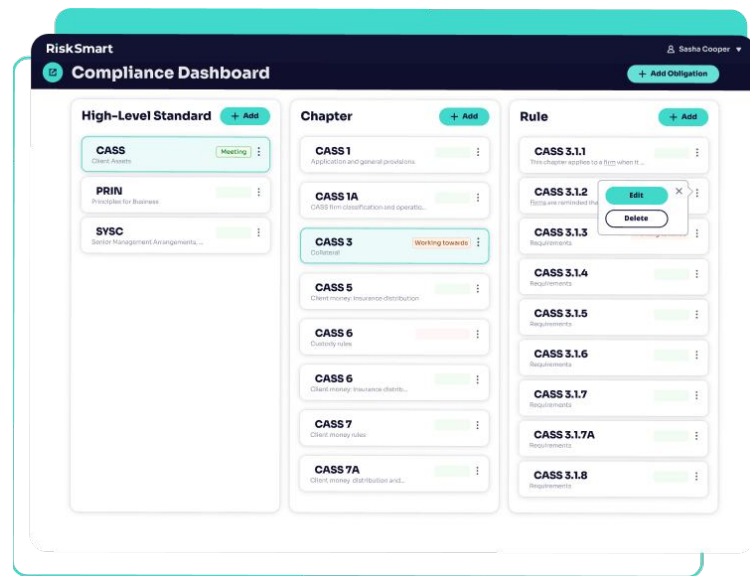 RiskSmart
Sasha Cooper
Compliance Dashboard
+ Add Obligation
High-Level Standard
+ Add
CASS
Client Assets
Meeting
PRIN
Principles for Business
SYSC
Senior Management Arrangements, ...
Chapter
+ Add
CASS 1
Application and general provisions
CASS 1A
CASS firm classification and operatio...
CASS 3
Collateral
Working towards
CASS 5
Client money: insurance distribution
CASS 6
Custody rules
CASS 6
Client money: insurance distrib...
CASS 7
Client money rules
CASS 7A
Client money distribution and...
Rule
+ Add
CASS 3.1.1
This chapter applies to a firm when it ...
CASS 3.1.2
Firms are reminded tha
Edit
Delete
CASS 3.1.3
Requirements
CASS 3.1.4
Requirements
CASS 3.1.5
Requirements
CASS 3.1.6
Requirements
CASS 3.1.7
Requirements
CASS 3.1.7A
Requirements
CASS 3.1.8
Requirements